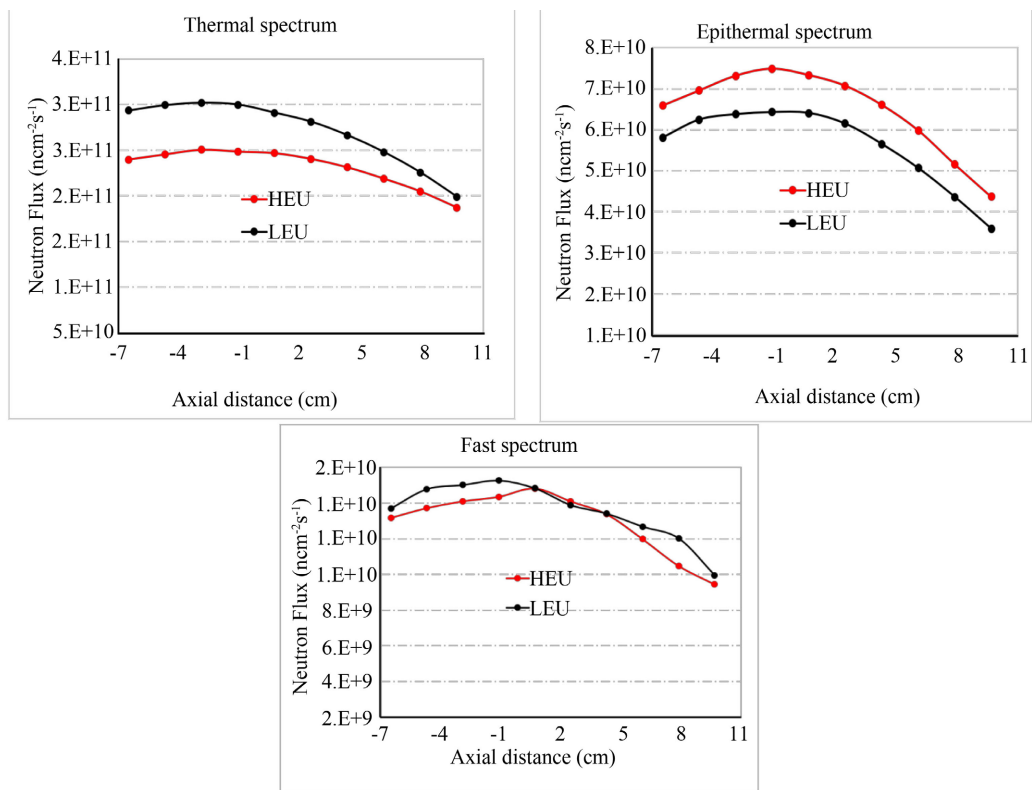 Thermal spectrum
Neutron Flux (ncm⁻²s⁻¹)
4.E+11
3.E+11
3.E+11
2.E+11
2.E+11
1.E+11
5.E+10
HEU
LEU
-7 -4 -1 2 5 8 11
Axial distance (cm)
Epithermal spectrum
Neutron Flux (ncm⁻²s⁻¹)
8.E+10
7.E+10
6.E+10
5.E+10
4.E+10
3.E+10
2.E+10
1.E+10
HEU
LEU
-7 -4 -1 2 5 8 11
Axial distance (cm)
Fast spectrum
Neutron Flux (ncm⁻²s⁻¹)
2.E+10
1.E+10
1.E+10
1.E+10
8.E+9
6.E+9
4.E+9
2.E+9
HEU
LEU
-7 -4 -1 2 5 8 11
Axial distance (cm)